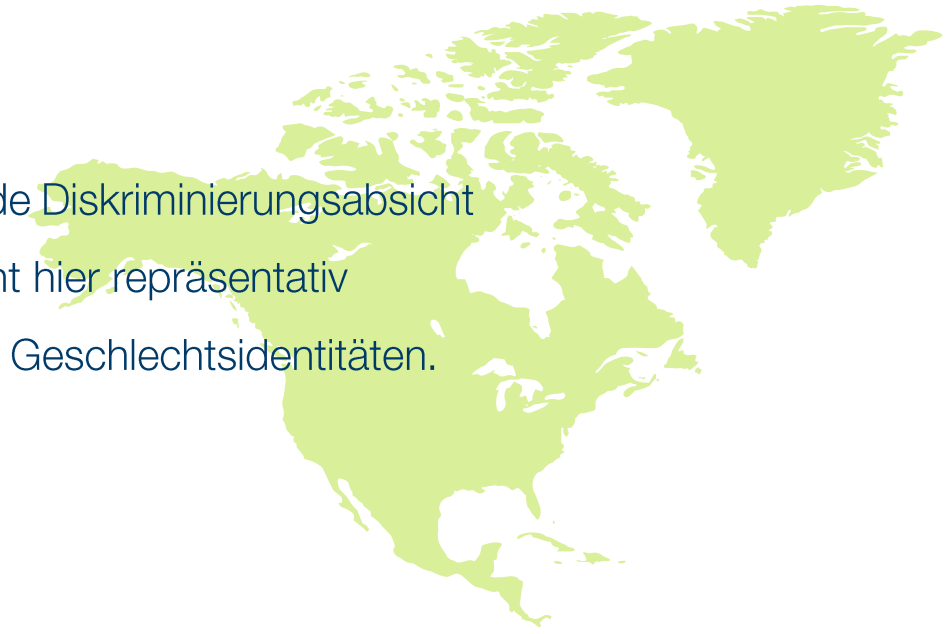 de Diskriminierungsabsicht
nt hier repräsentativ
Geschlechtsidentitäten.